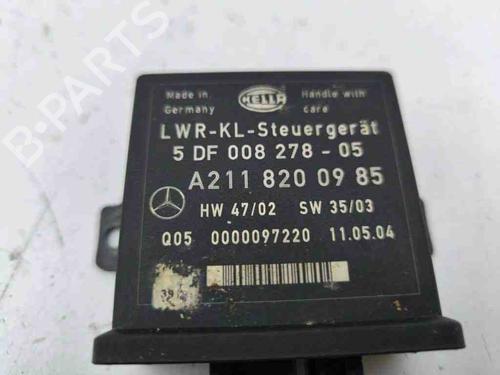 Made in
Germany
HELLA
Handle with
care
LWR-KL-Steuergerät
5 DF 008 278 - 05
A211 820 09 85
HW 47/02 SW 35/03
Q05 0000097220 11.05.04